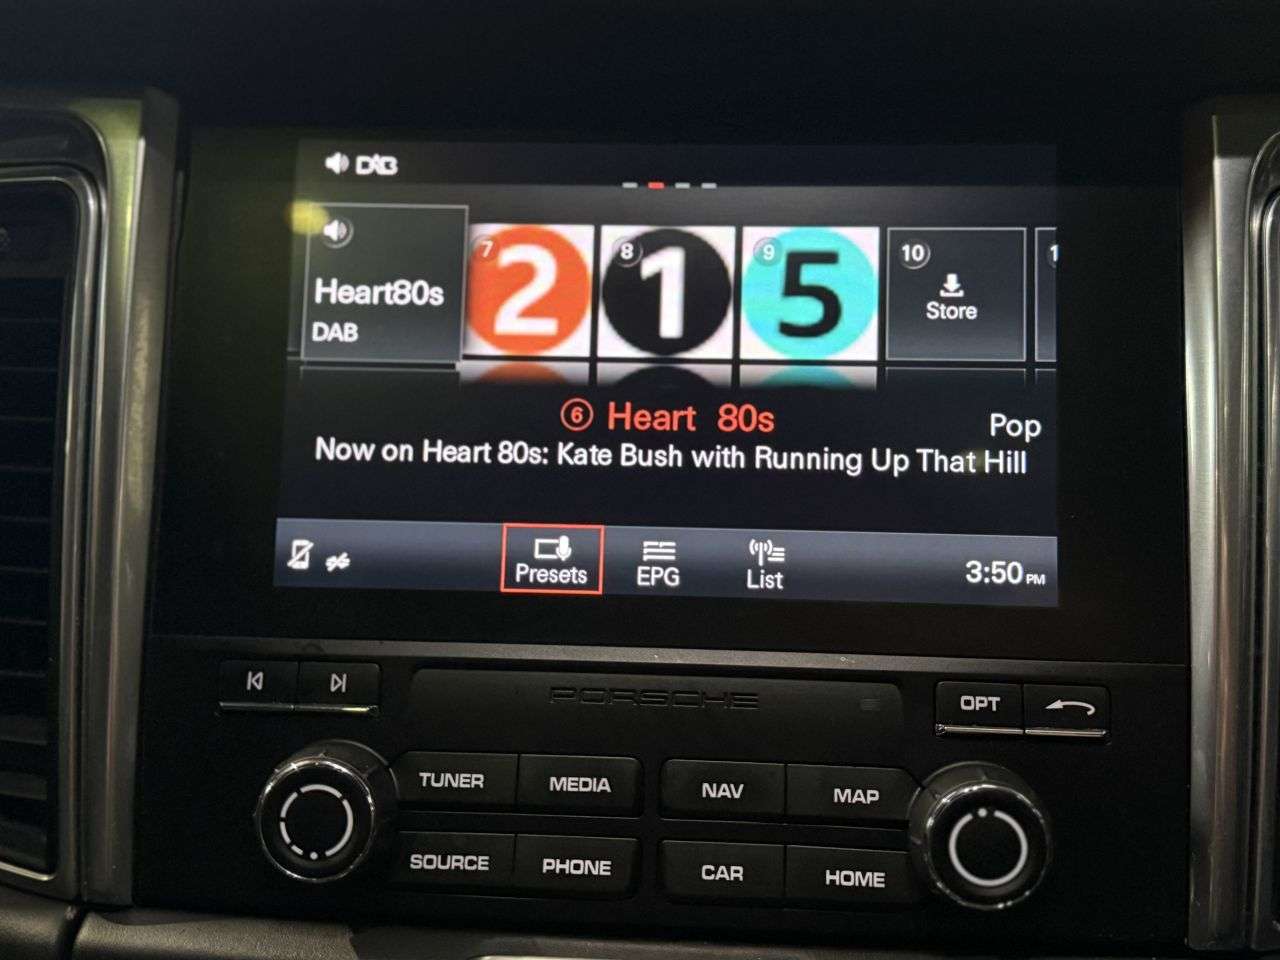 DAB
Heart80s
DAB
7
2
8
1
9
5
10
Store
1
6 Heart 80s
Pop
Now on Heart 80s: Kate Bush with Running Up That Hill
Presets
EPG
List
3:50 PM
PORSCHE
OPT
TUNER
MEDIA
NAV
MAP
SOURCE
PHONE
CAR
HOME